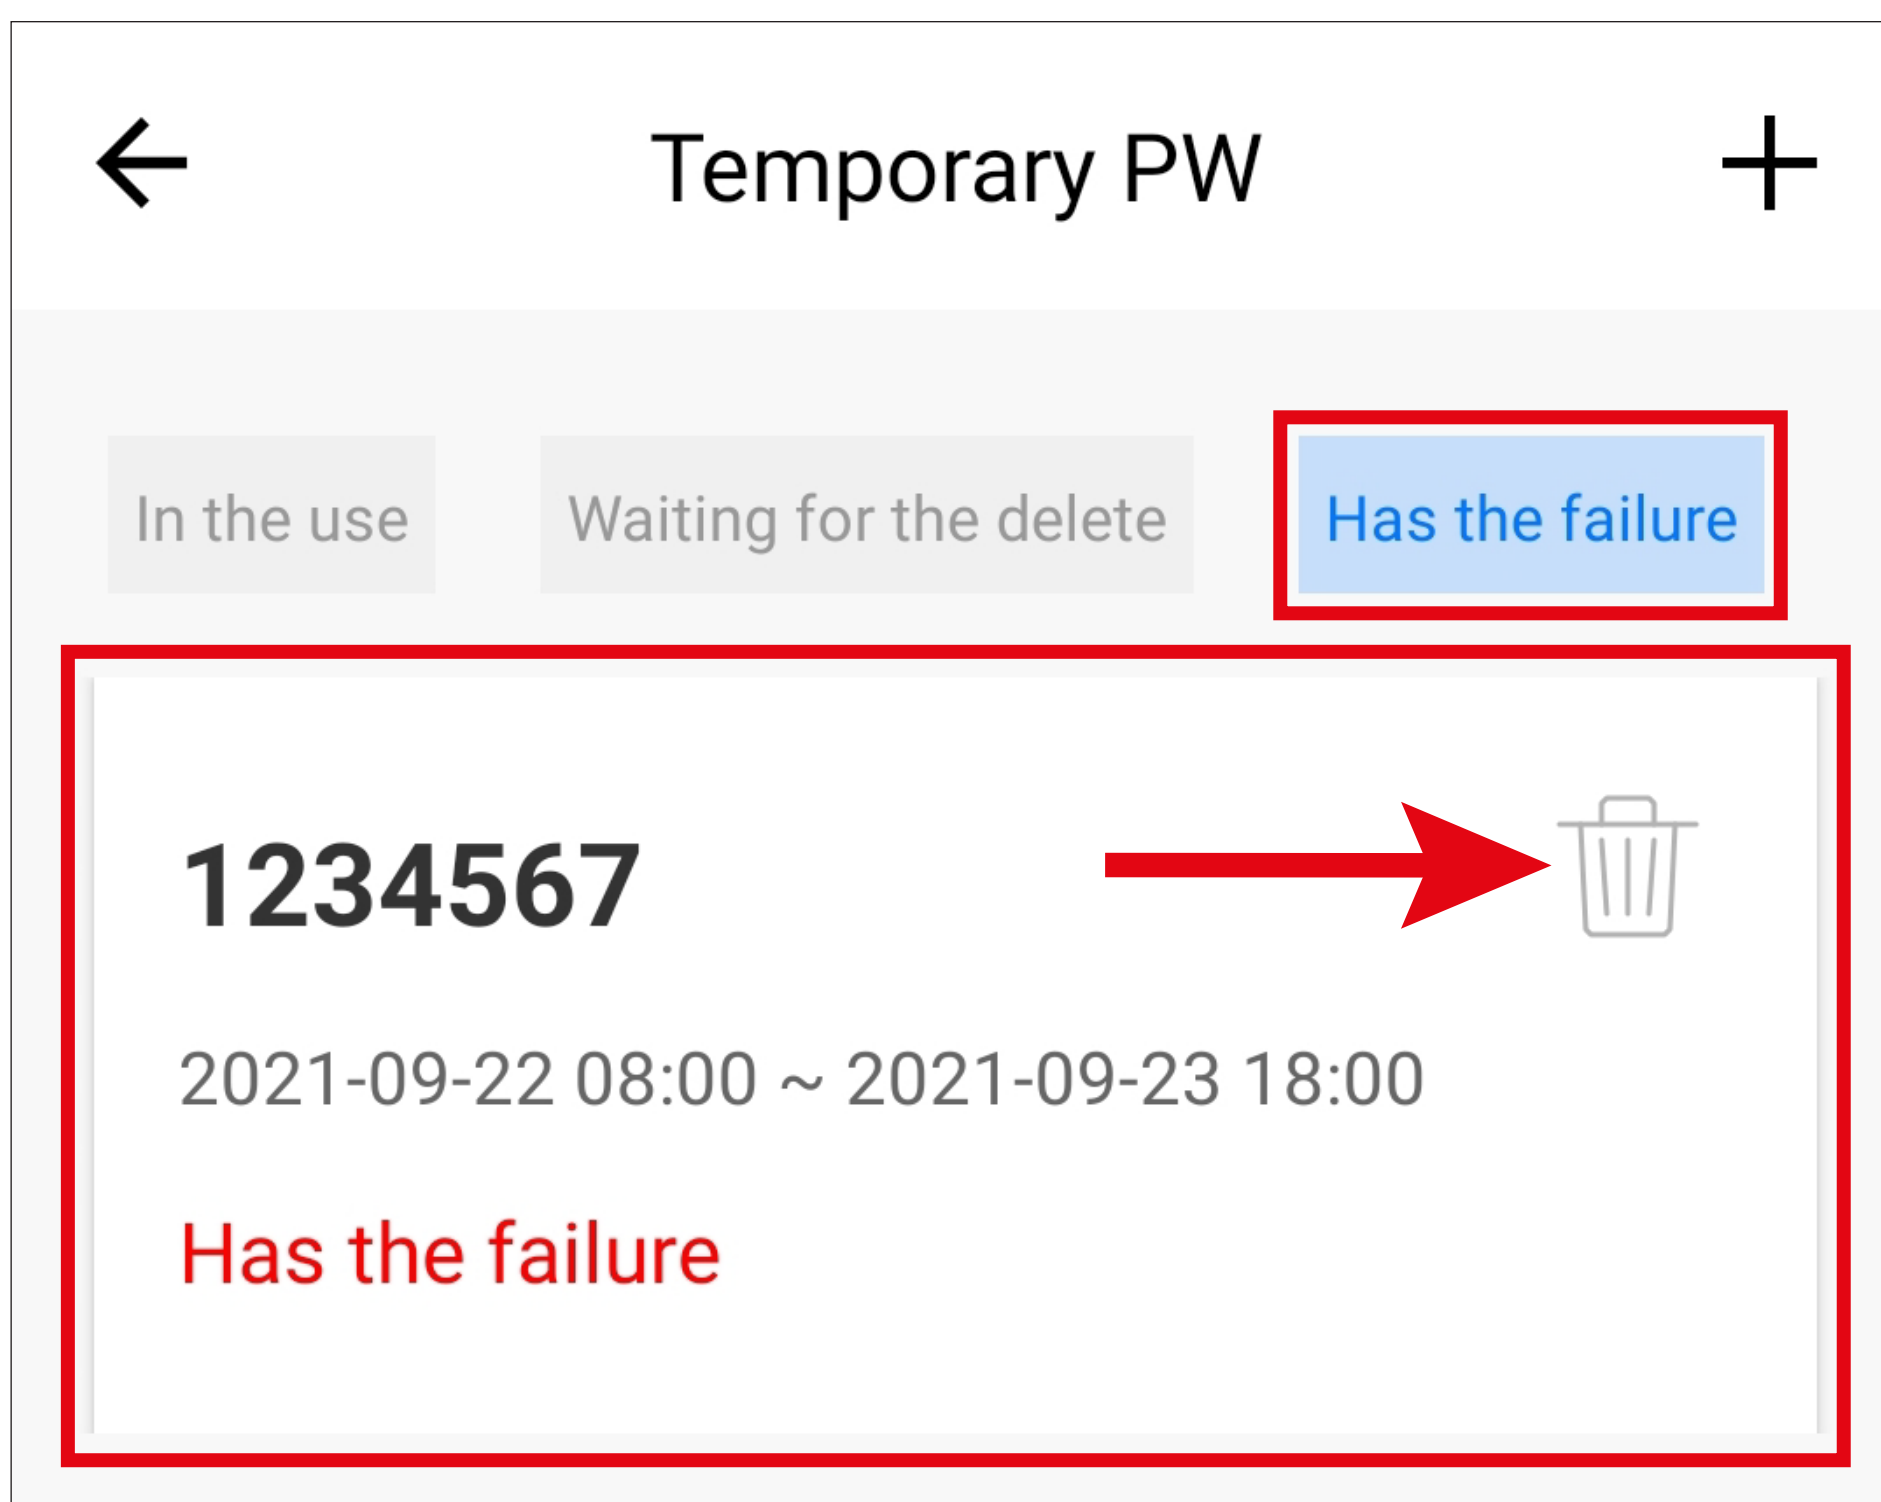 Temporary PW
In the use
Waiting for the delete
Has the failure
1234567
2021-09-22 08:00 ~ 2021-09-23 18:00
Has the failure